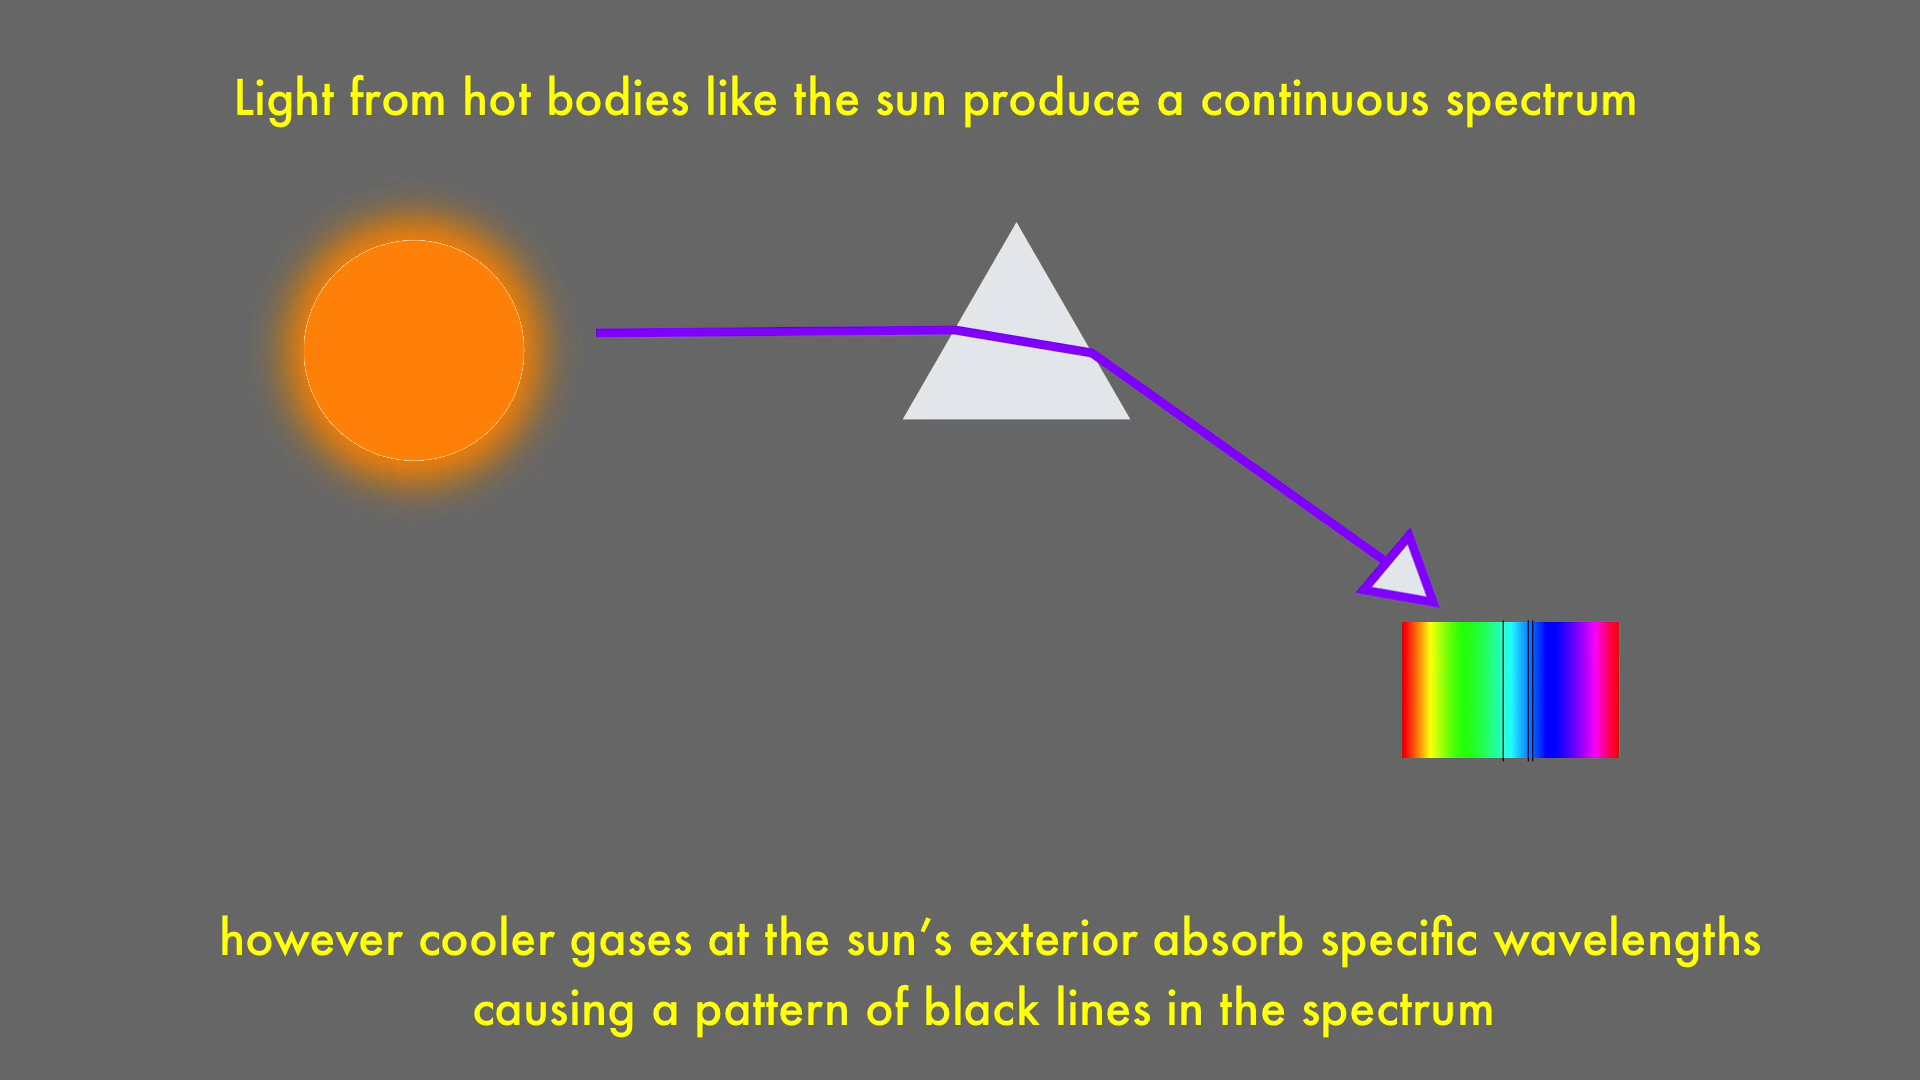 Light from hot bodies like the sun produce a continuous spectrum
however cooler gases at the sun’s exterior absorb specific wavelengths
causing a pattern of black lines in the spectrum